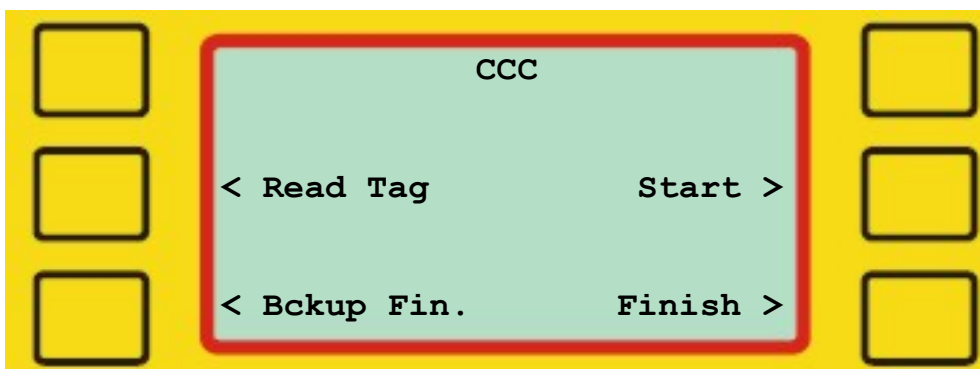 CCC
< Read Tag Start >
< Bckup Fin. Finish >